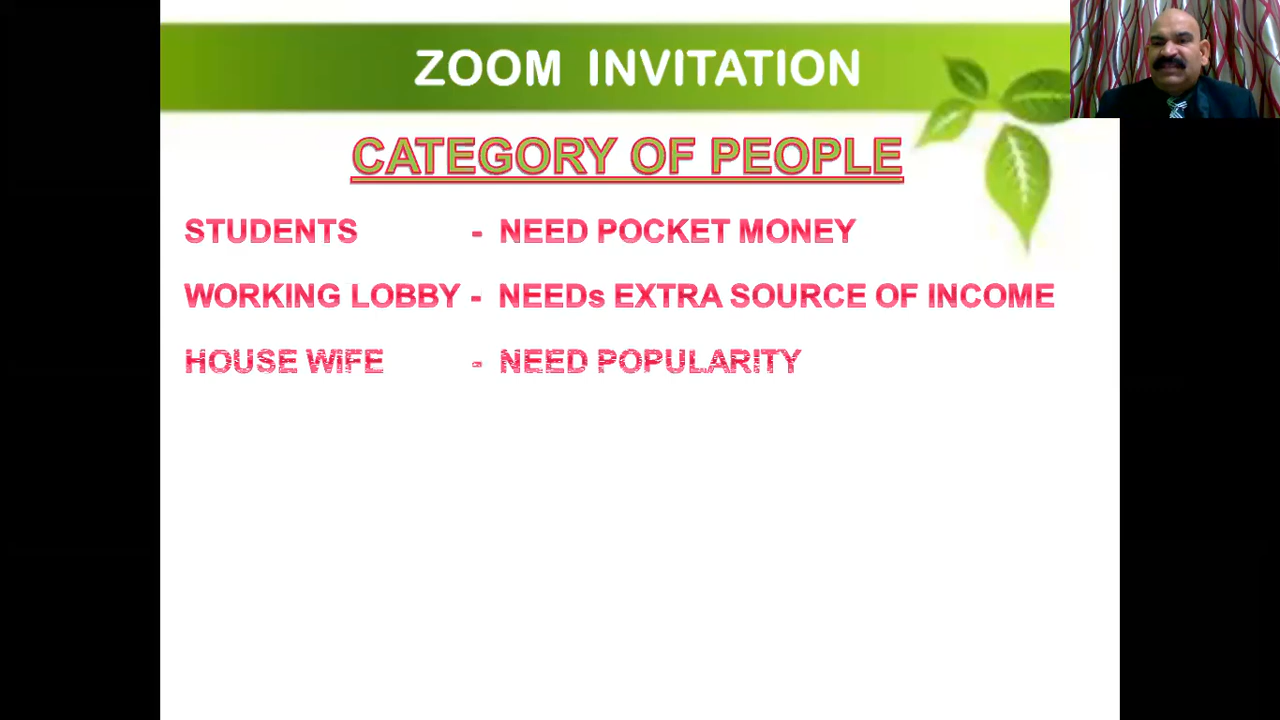 ZOOM INVITATION
CATEGORY OF PEOPLE
STUDENTS - NEED POCKET MONEY
WORKING LOBBY - NEEDs EXTRA SOURCE OF INCOME
HOUSE WIFE - NEED POPULARITY